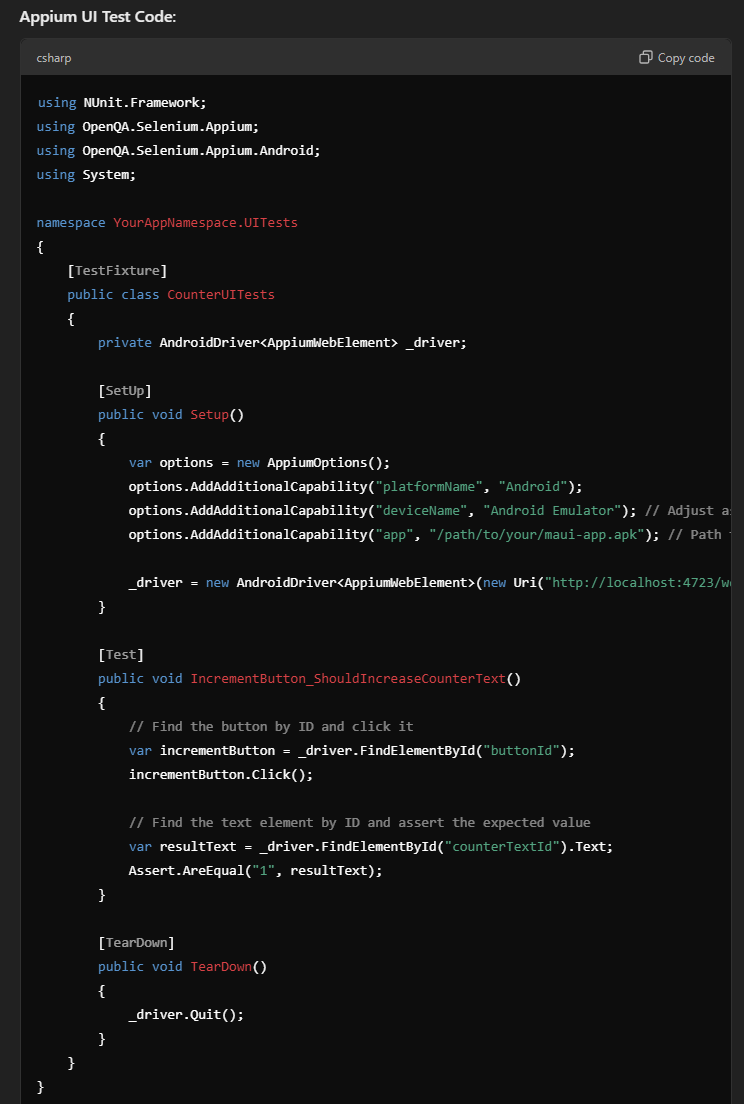 Appium UI Test Code:
csharp
Copy code
using NUnit.Framework;
using OpenQA.Selenium.Appium;
using OpenQA.Selenium.Appium.Android;
using System;
namespace YourAppNamespace.UITests
{
[TestFixture]
public class CounterUITests
{
private AndroidDriver<AppiumWebElement> _driver;
[SetUp]
public void Setup()
{
var options = new AppiumOptions();
options.AddAdditionalCapability("platformName", "Android");
options.AddAdditionalCapability("deviceName", "Android Emulator"); // Adjust
options.AddAdditionalCapability("app", "/path/to/your/maui-app.apk"); // Path
_driver = new AndroidDriver<AppiumWebElement>(new Uri("http://localhost:4723/
}
[Test]
public void IncrementButton_ShouldIncreaseCounterText()
{
// Find the button by ID and click it
var incrementButton = _driver.FindElementById("buttonId");
incrementButton.Click();
// Find the text element by ID and assert the expected value
var resultText = _driver.FindElementById("counterTextId").Text;
Assert.AreEqual("1", resultText);
}
[TearDown]
public void TearDown()
{
_driver.Quit();
}
}
}